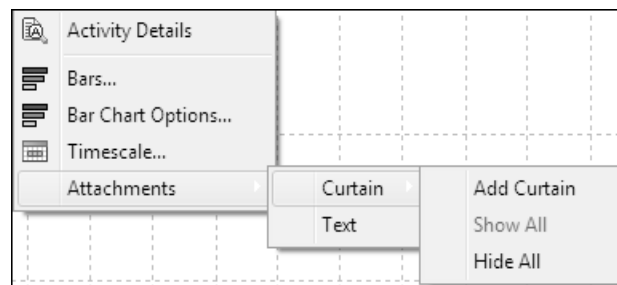 Activity Details
Bars...
Bar Chart Options...
Timescale...
Attachments
Curtain
Text
Add Curtain
Show All
Hide All